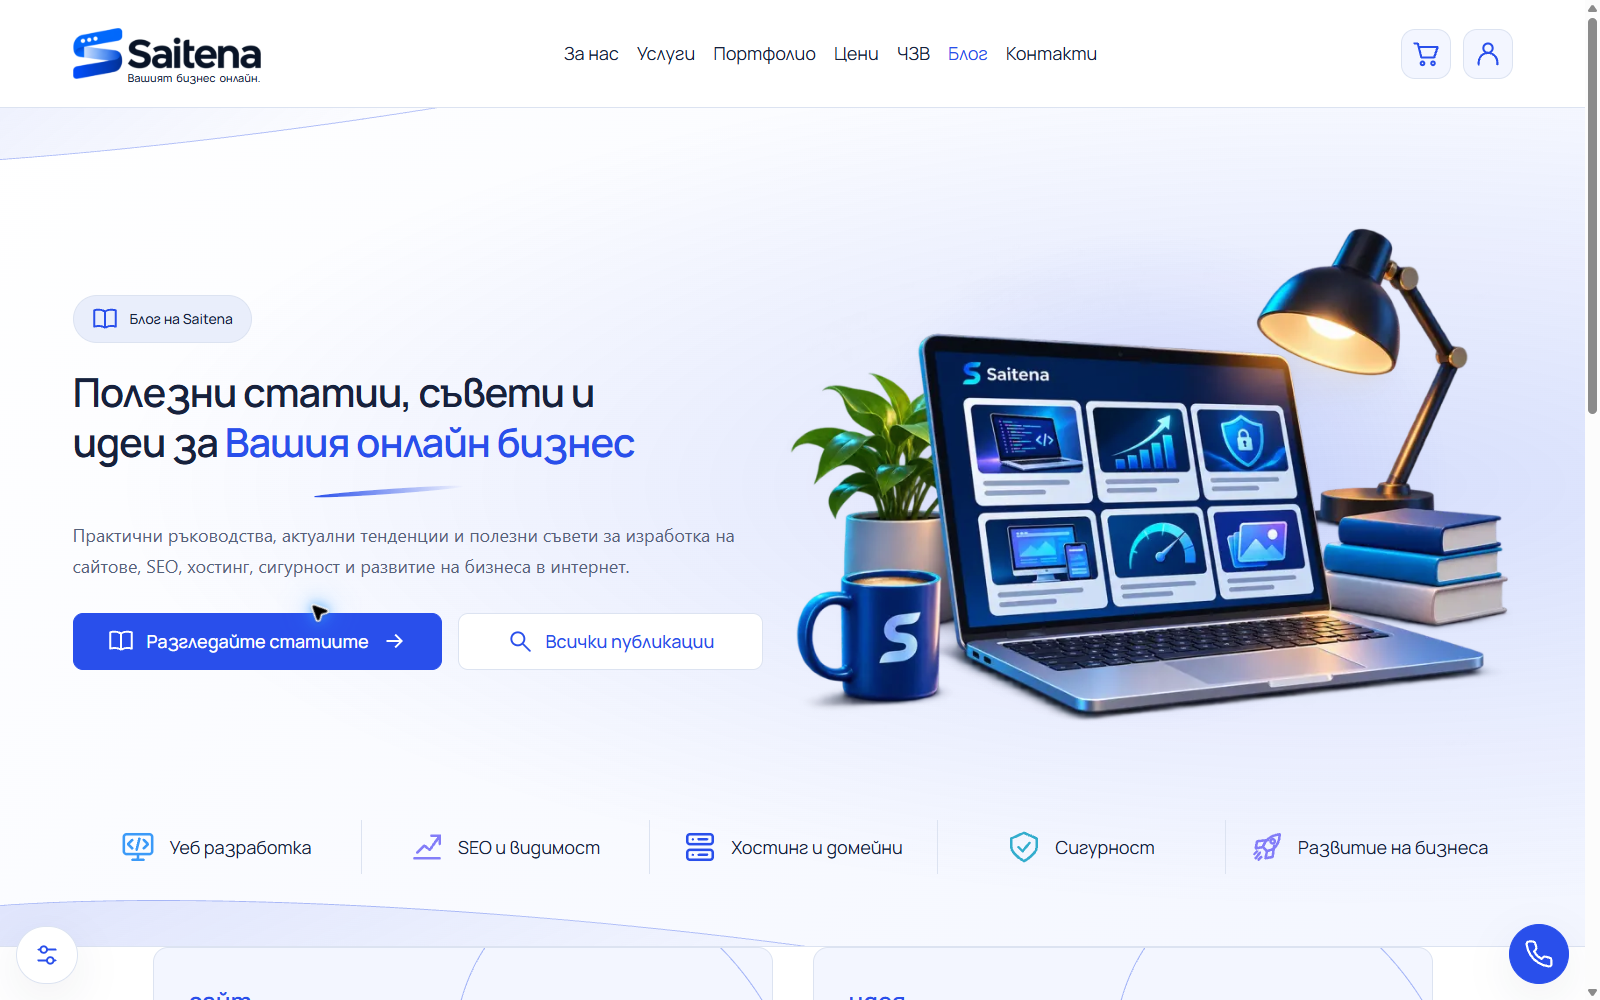 Saitena
Вашият бизнес онлайн.
За нас
Услуги
Портфолио
Цени
ЧЗВ
Блог
Контакти
Блог на Saitena
Полезни статии, съвети и
идеи за Вашия онлайн бизнес
Практични ръководства, актуални тенденции и полезни съвети за изработка на
сайтове, SEO, хостинг, сигурност и развитие на бизнеса в интернет.
Разгледайте статиите
Всички публикации
Saitena
Уеб разработка
SEO и видимост
Хостинг и домейни
Сигурност
Развитие на бизнеса